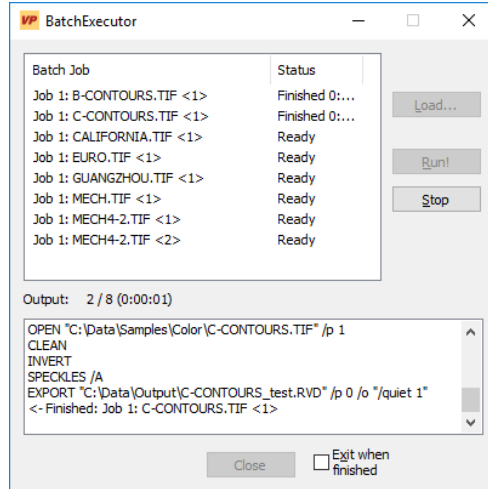 VP BatchExecutor
Batch Job Status
Job 1: B-CONTOURS.TIF <1> Finished 0:...
Job 1: C-CONTOURS.TIF <1> Finished 0:...
Job 1: CALIFORNIA.TIF <1> Ready
Job 1: EURO.TIF <1> Ready
Job 1: GUANGZHOU.TIF <1> Ready
Job 1: MECH.TIF <1> Ready
Job 1: MECH4-2.TIF <1> Ready
Job 1: MECH4-2.TIF <2> Ready
Load...
Run!
Stop
Output: 2 / 8 (0:00:01)
OPEN "C:\Data\Samples\Color\C-CONTOURS.TIF" /p 1
CLEAN
INVERT
SPECKLES /A
EXPORT "C:\Data\Output\C-CONTOURS_test.RVD" /p 0 /o "/quiet 1"
<- Finished: Job 1: C-CONTOURS.TIF <1>
Close
Exit when
finished